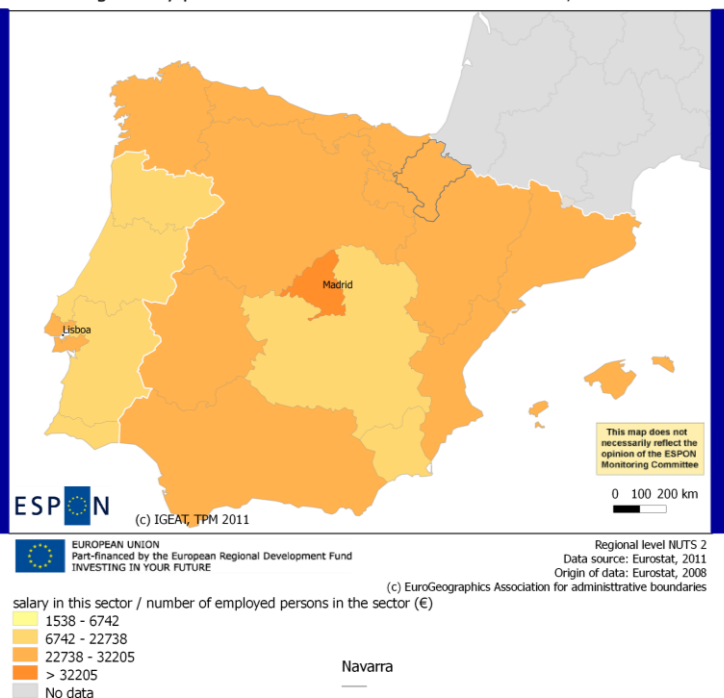 Madrid
Lisboa
This map does not
necessarily reflect the
opinion of the ESPON
Monitoring Committee
ESPON
(c) IGEAT, TPM 2011
0 100 200 km
EUROPEAN UNION
Part-financed by the European Regional Development Fund
INVESTING IN YOUR FUTURE
Regional level NUTS 2
Data source: Eurostat, 2011
Origin of data: Eurostat, 2008
(c) EuroGeographics Association for administrattive boundaries
salary in this sector / number of employed persons in the sector (€)
1538 - 6742
6742 - 22738
22738 - 32205
> 32205
No data
Navarra